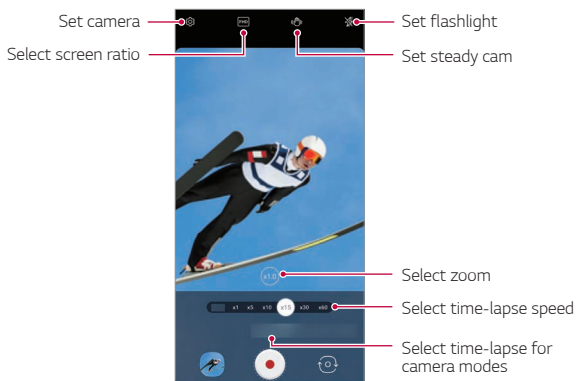 Set camera
Set flashlight
FHD
Select screen ratio
Set steady cam
x1.0
Select zoom
x1 x5 x10 x15 x30 x60
Select time-lapse speed
Select time-lapse for
camera modes